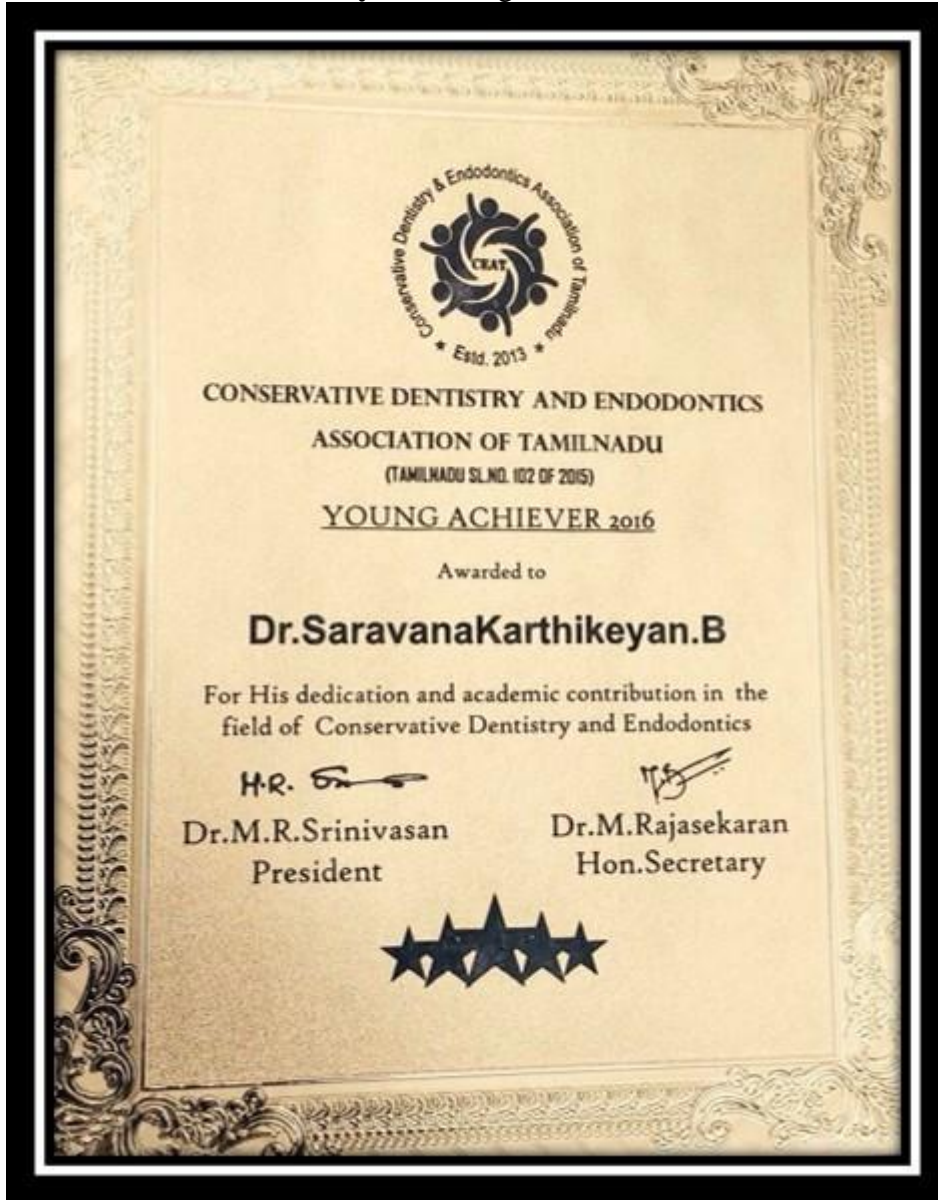 Conservative Dentistry & Endodontics Association of Tamilnadu
CEAT
★ Estd. 2013 ★
CONSERVATIVE DENTISTRY AND ENDODONTICS
ASSOCIATION OF TAMILNADU
(TAMILNADU SL.NO. 102 OF 2015)
YOUNG ACHIEVER 2016
Awarded to
Dr.SaravanaKarthikeyan.B
For His dedication and academic contribution in the
field of Conservative Dentistry and Endodontics
Dr.M.R.Srinivasan
Dr.M.Rajasekaran
President
Hon.Secretary